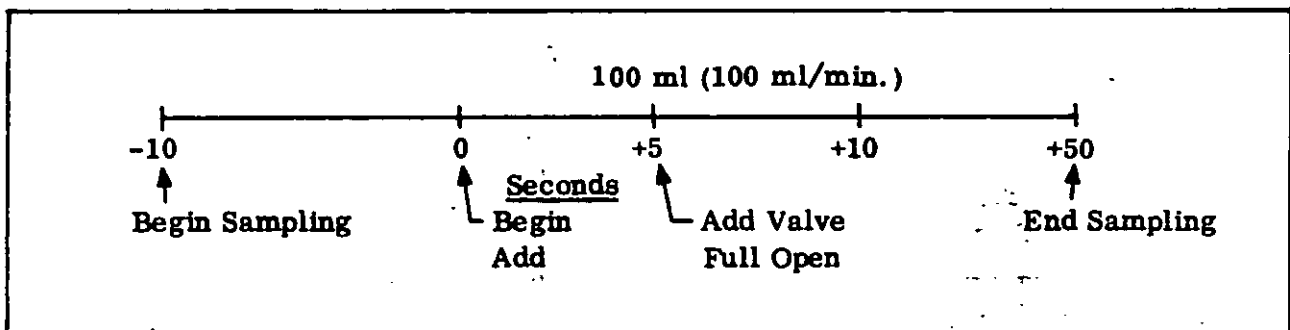 100 ml (100 ml/min.)
-10 0 +5 +10 +50
Seconds
Begin Sampling Begin Add Valve End Sampling
Add Full Open